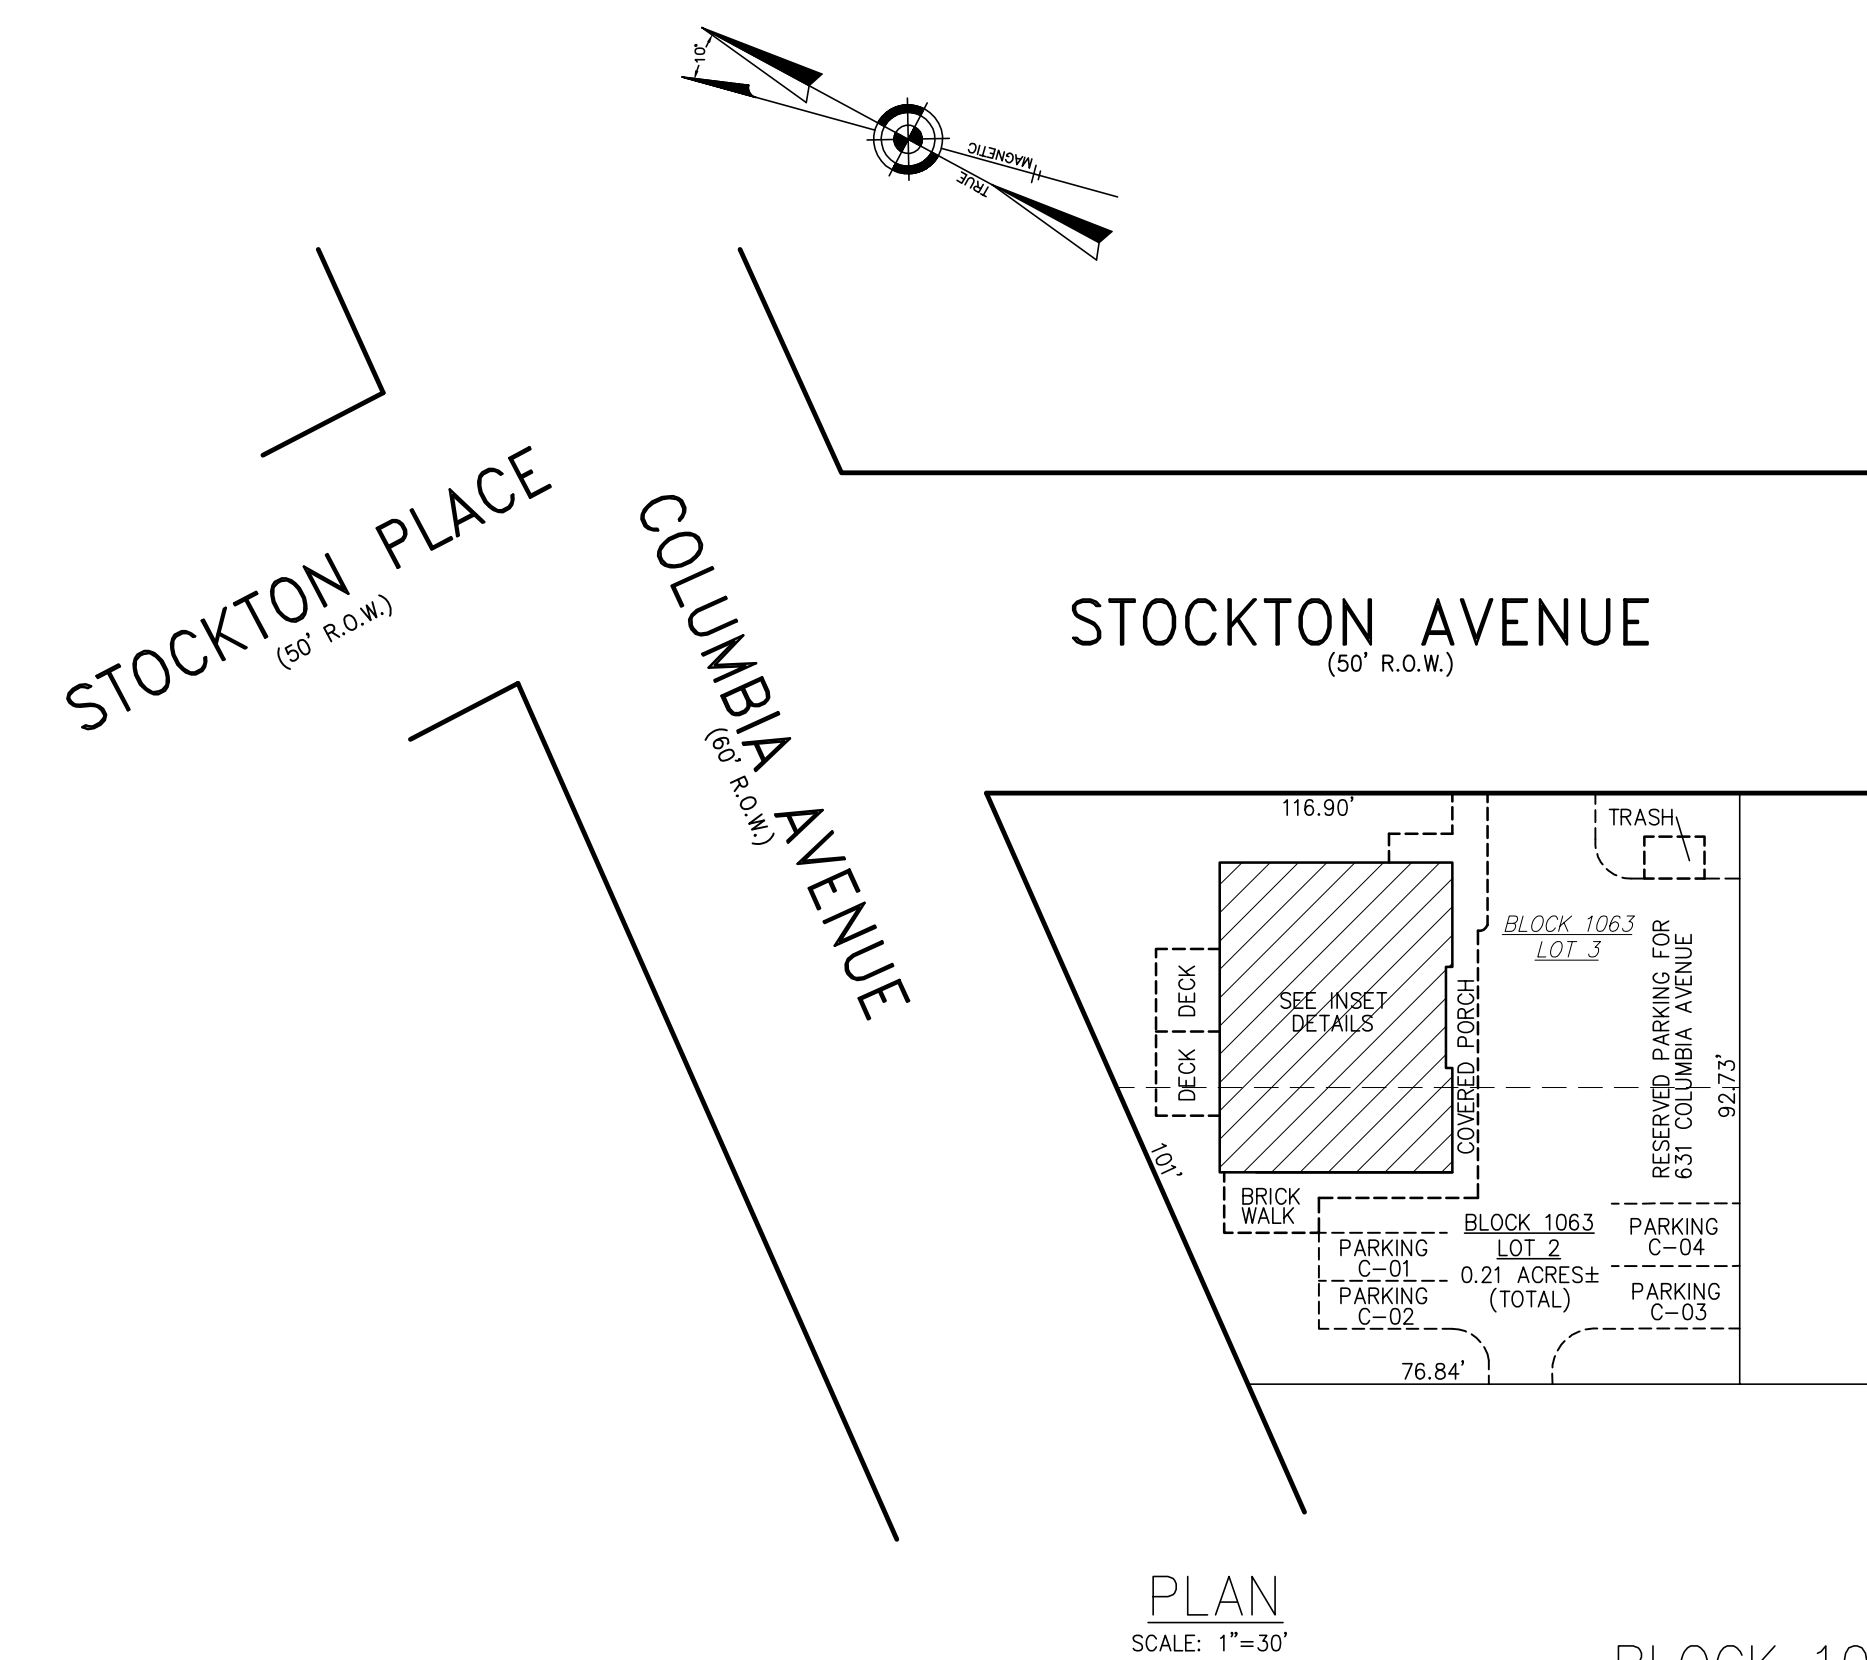 10°
MAGNETIC
TRUE
STOCKTON PLACE
(50' R.O.W.)
COLUMBIA AVENUE
(60' R.O.W.)
STOCKTON AVENUE
(50' R.O.W.)
116.90'
TRASH
BLOCK 1063
LOT 3
RESERVED PARKING FOR
631 COLUMBIA AVENUE
DECK
DECK
SEE INSET
DETAILS
COVERED PORCH
92.73'
101'
BRICK
WALK
BLOCK 1063
LOT 2
0.21 ACRES±
(TOTAL)
PARKING
C-01
PARKING
C-02
PARKING
C-04
PARKING
C-03
76.84'
PLAN
SCALE: 1"=30'